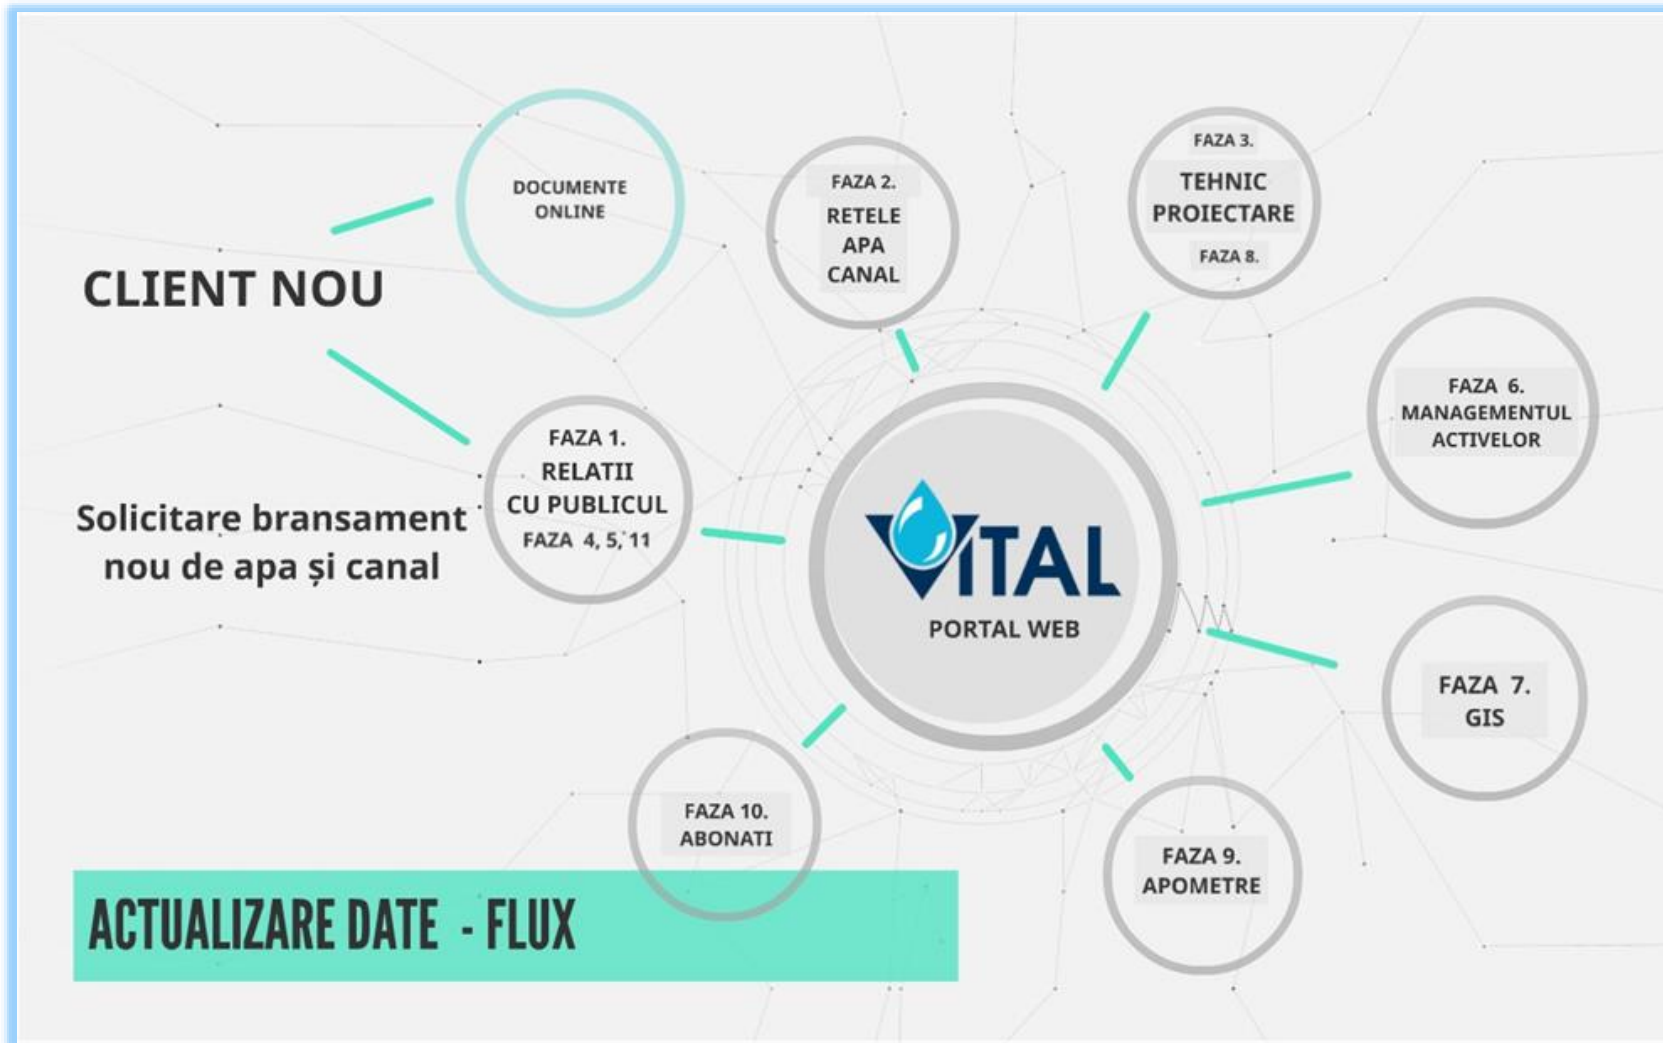 DOCUMENTE
ONLINE
CLIENT NOU
FAZA 1.
RELATII
CU PUBLICUL
FAZA 4, 5, 11
Solicitare bransament
nou de apa și canal
FAZA 2.
RETELE
APA
CANAL
FAZA 3.
TEHNIC
PROIECTARE
FAZA 8.
FAZA 6.
MANAGEMENTUL
ACTIVELOR
VITAL
PORTAL WEB
FAZA 7.
GIS
FAZA 9.
APOMETRE
FAZA 10.
ABONATI
ACTUALIZARE DATE - FLUX